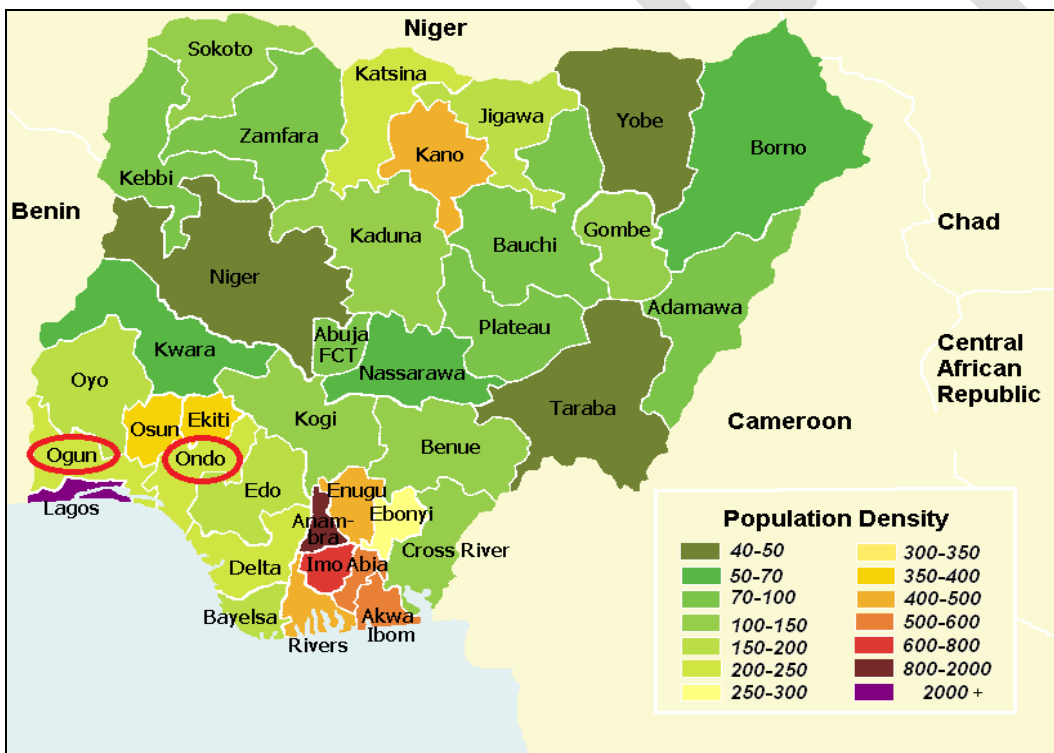 Niger
Sokoto
Katsina
Jigawa
Yobe
Borno
Zamfara
Kano
Kebbi
Benin
Chad
Kaduna
Bauchi
Gombe
Niger
Adamawa
Abuja
FCT
Plateau
Kwara
Nassarawa
Central
African
Republic
Oyo
Taraba
Cameroon
Osun
Ekiti
Kogi
Benue
Ogun
Ondo
Edo
Enugu
Lagos
Ebonyi
Anam-
bra
Cross River
Imo
Abia
Delta
Bayelsa
Akwa
Ibom
Rivers
Population Density
40-50
50-70
70-100
100-150
150-200
200-250
250-300
300-350
350-400
400-500
500-600
600-800
800-2000
2000 +